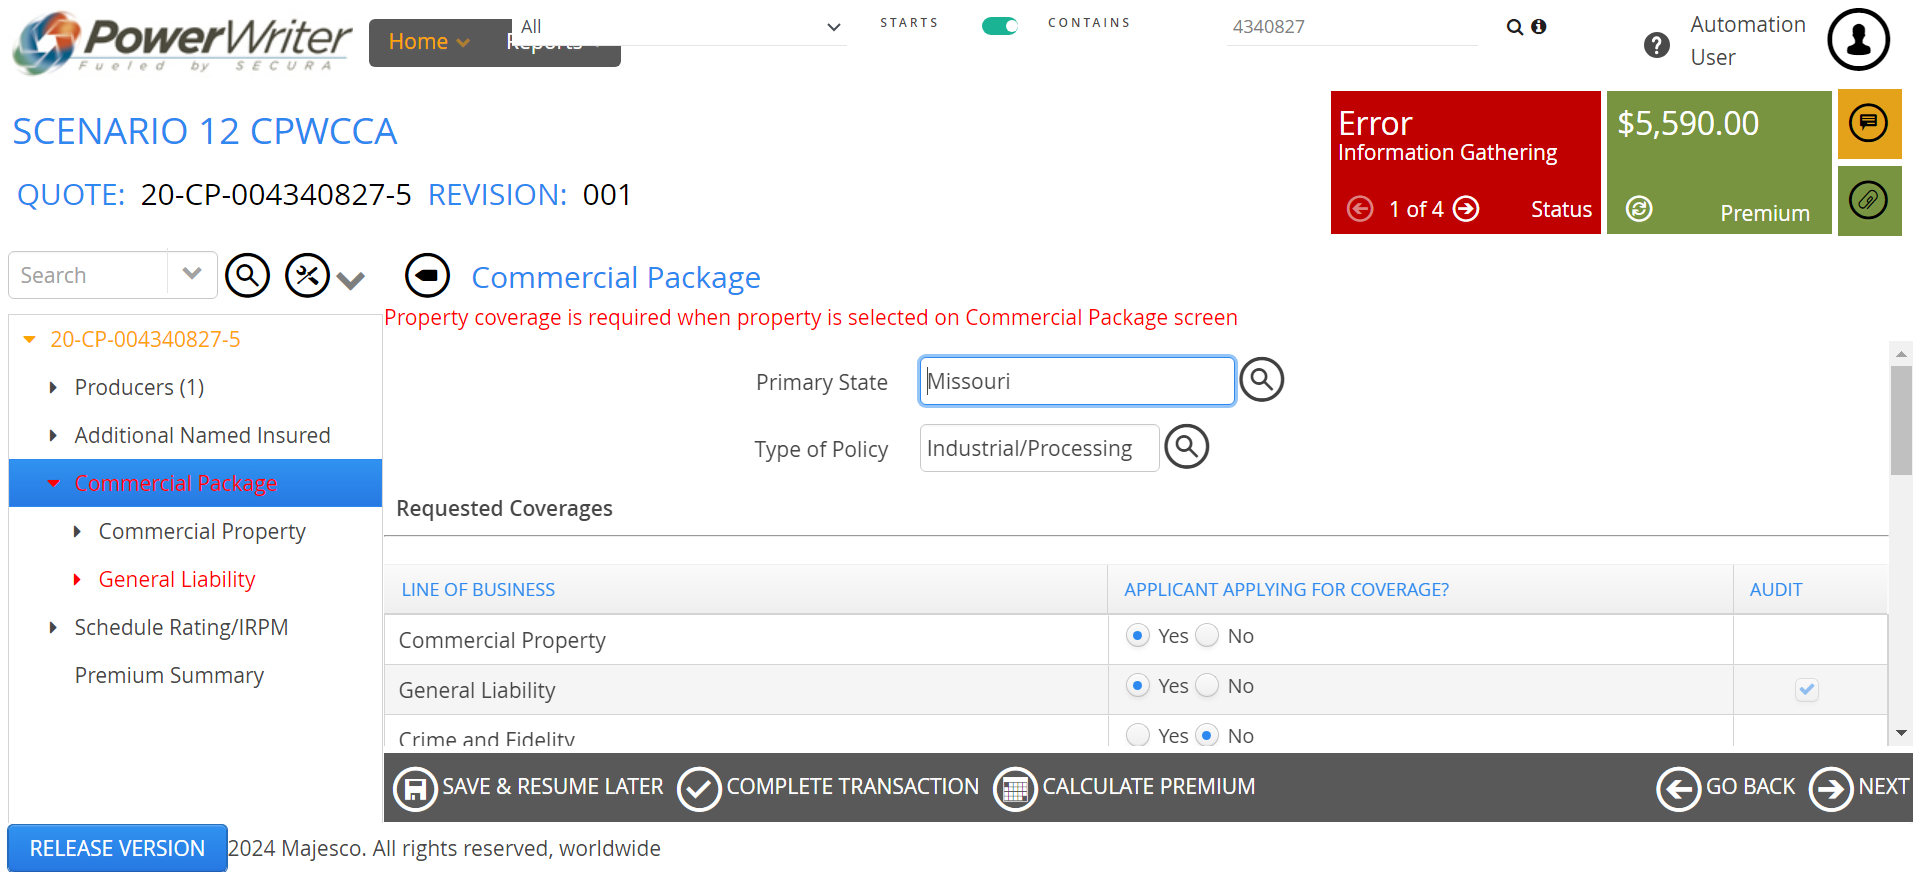 PowerWriter
Fueled by SECURA
Home
Reports
All
STARTS
CONTAINS
4340827
Automation
User
SCENARIO 12 CPWCCA
QUOTE: 20-CP-004340827-5 REVISION: 001
Error
Information Gathering
1 of 4
Status
$5,590.00
Premium
Search
Commercial Package
Property coverage is required when property is selected on Commercial Package screen
20-CP-004340827-5
Producers (1)
Additional Named Insured
Commercial Package
Commercial Property
General Liability
Schedule Rating/IRPM
Premium Summary
Primary State Missouri
Type of Policy Industrial/Processing
Requested Coverages
LINE OF BUSINESS APPLICANT APPLYING FOR COVERAGE? AUDIT
Commercial Property Yes No
General Liability Yes No
Crime and Fidelity Yes No
SAVE & RESUME LATER COMPLETE TRANSACTION CALCULATE PREMIUM GO BACK NEXT
RELEASE VERSION 2024 Majesco. All rights reserved, worldwide